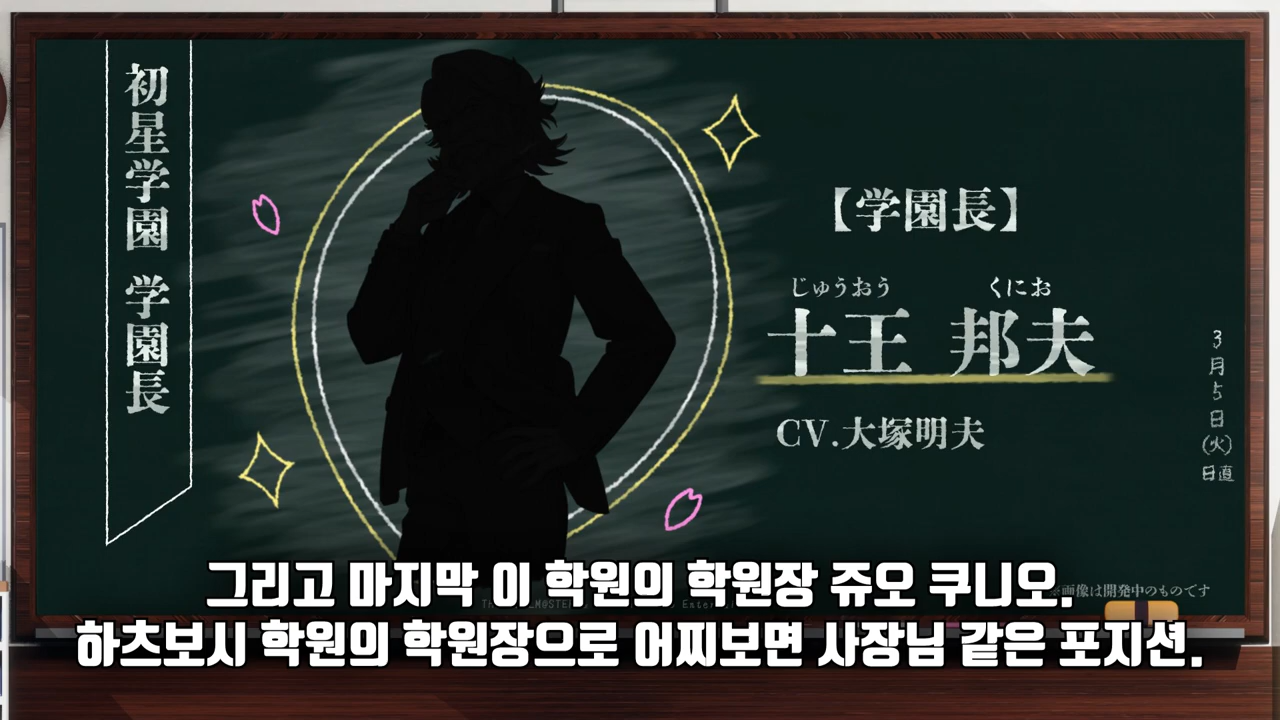 初星学園 学園長
【学園長】
じゅうおう くにお
十王 邦夫
CV.大塚明夫
3月5日(火)
日直
※画像は開発中のものです
그리고 마지막 이 학원의 학원장 쥬오 쿠니오.
하츠보시 학원의 학원장으로 어찌보면 사장님 같은 포지션.